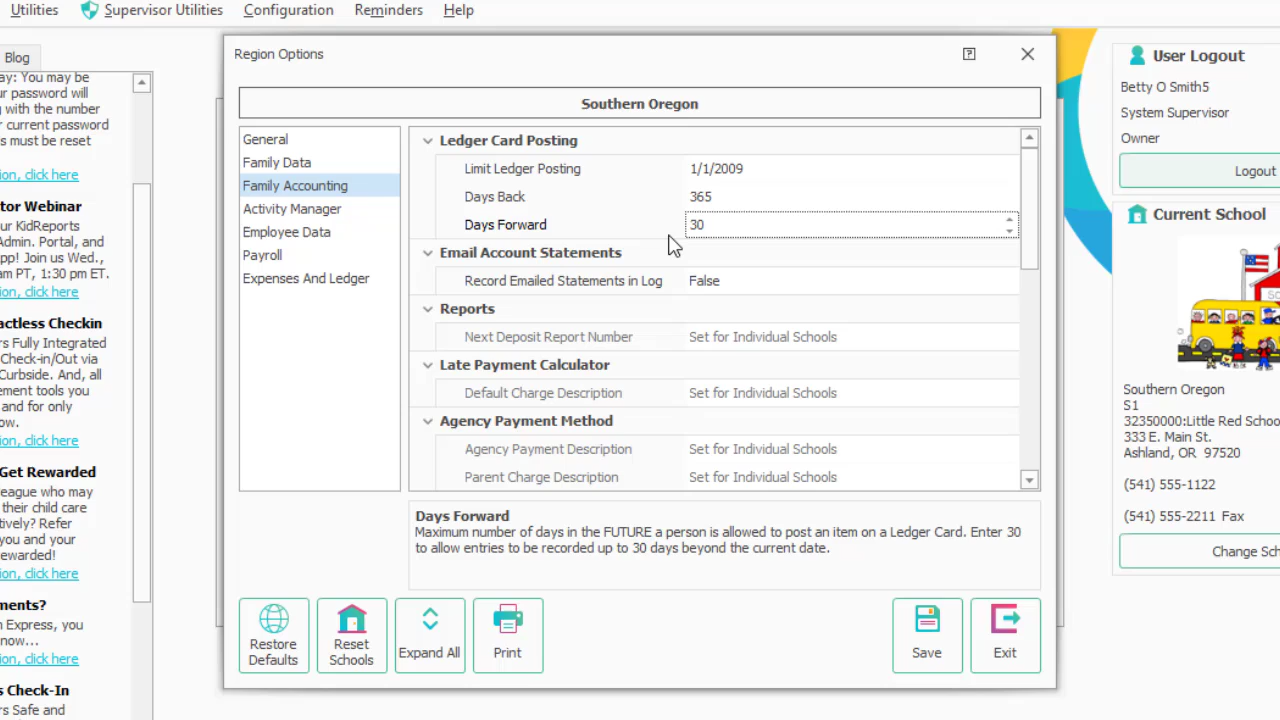 Utilities
Supervisor Utilities
Configuration
Reminders
Help
Blog
ay: You may be
ur password will
g with the number
r current password
s must be reset
ion, click here
tor Webinar
ur KidReports
Admin. Portal, and
pp! Join us Wed.,
am PT, 1:30 pm ET.
ion, click here
actless Checkin
rs Fully Integrated
Check-in/Out via
Curbside. And, all
ement tools you
and for only
ow.
ion, click here
Get Rewarded
league who may
their child care
tively? Refer
you and your
ewarded!
ion, click here
ments?
n Express, you
now...
ion, click here
s Check-In
rs Safe and
Region Options
Southern Oregon
General
Family Data
Family Accounting
Activity Manager
Employee Data
Payroll
Expenses And Ledger
Ledger Card Posting
Limit Ledger Posting 1/1/2009
Days Back 365
Days Forward 30
Email Account Statements
Record Emailed Statements in Log False
Reports
Next Deposit Report Number Set for Individual Schools
Late Payment Calculator
Default Charge Description Set for Individual Schools
Agency Payment Method
Agency Payment Description Set for Individual Schools
Parent Charge Description Set for Individual Schools
Days Forward
Maximum number of days in the FUTURE a person is allowed to post an item on a Ledger Card. Enter 30
to allow entries to be recorded up to 30 days beyond the current date.
Restore
Defaults
Reset
Schools
Expand All
Print
Save
Exit
User Logout
Betty O Smith5
System Supervisor
Owner
Logout
Current School
Southern Oregon
S1
32350000:Little Red Schoo
333 E. Main St.
Ashland, OR 97520
(541) 555-1122
(541) 555-2211 Fax
Change Sch